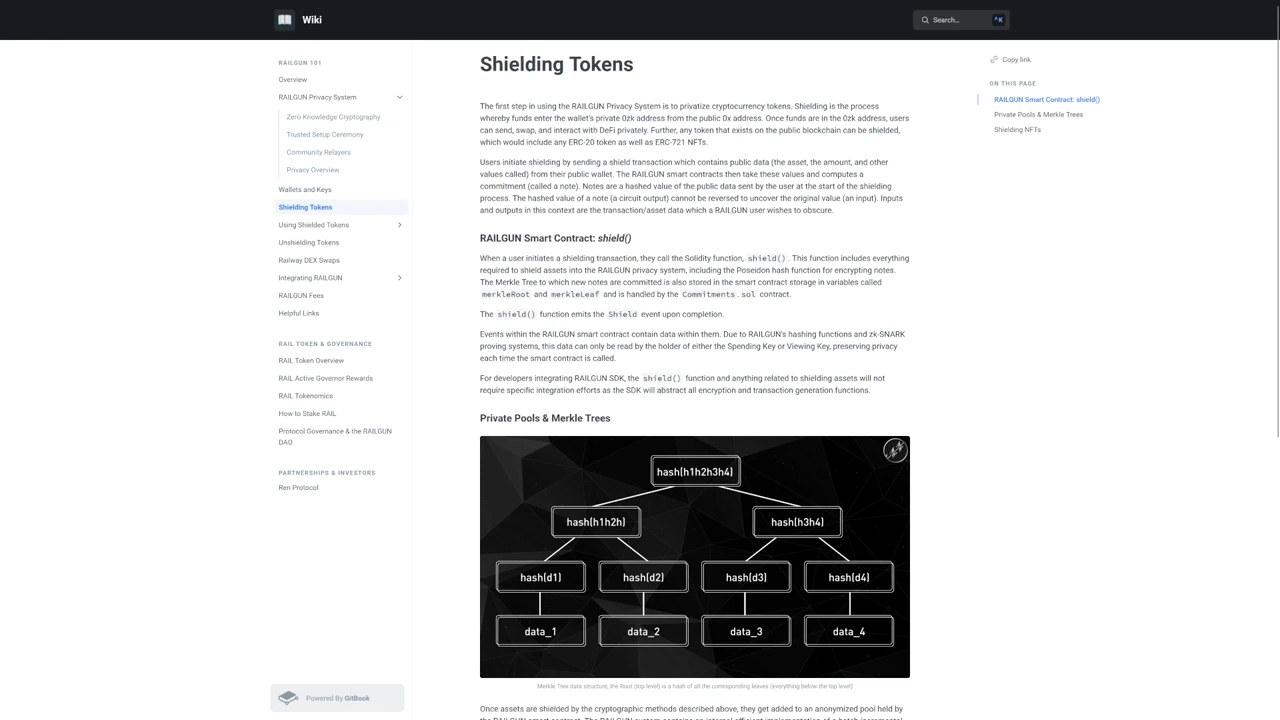 Wiki
Search...
^K
RAILGUN 101
Overview
RAILGUN Privacy System
Zero-Knowledge Cryptography
Trusted Setup Ceremony
Community Relayers
Privacy Overview
Wallets and Keys
Shielding Tokens
Using Shielded Tokens
Unshielding Tokens
Railway DEX Swaps
Integrating RAILGUN
RAILGUN Fees
Helpful Links
RAIL TOKEN & GOVERNANCE
RAIL Token Overview
RAIL Active Governor Rewards
RAIL Tokenomics
How to Stake RAIL
Protocol Governance & the RAILGUN
DAO
PARTNERSHIPS & INVESTORS
Ren Protocol
Powered By GitBook
Shielding Tokens
The first step in using the RAILGUN Privacy System is to privatize cryptocurrency tokens. Shielding is the process
whereby funds enter the wallet's private 0zk address from the public 0x address. Once funds are in the 0zk address, users
can send, swap, and interact with DeFi privately. Further, any token that exists on the public blockchain can be shielded,
which would include any ERC-20 token as well as ERC-721 NFTs.
Users initiate shielding by sending a shield transaction which contains public data (the asset, the amount, and other
values called) from their public wallet. The RAILGUN smart contracts then take these values and computes a
commitment (called a note). Notes are a hashed value of the public data sent by the user at the start of the shielding
process. The hashed value of a note (a circuit output) cannot be reversed to uncover the original value (an input). Inputs
and outputs in this context are the transaction/asset data which a RAILGUN user wishes to obscure.
RAILGUN Smart Contract: shield()
When a user initiates a shielding transaction, they call the Solidity function, shield(). This function includes everything
required to shield assets into the RAILGUN privacy system, including the Poseidon hash function for encrypting notes.
The Merkle Tree to which new notes are committed is also stored in the smart contract storage in variables called
merkleRoot and merkleLeaf and is handled by the Commitments.sol contract.
The shield() function emits the Shield event upon completion.
Events within the RAILGUN smart contract contain data within them. Due to RAILGUN's hashing functions and zk-SNARK
proving systems, this data can only be read by the holder of either the Spending Key or Viewing Key, preserving privacy
each time the smart contract is called.
For developers integrating RAILGUN SDK, the shield() function and anything related to shielding assets will not
require specific integration efforts as the SDK will abstract all encryption and transaction generation functions.
Private Pools & Merkle Trees
hash(h1h2h3h4)
hash(h1h2h)
hash(h3h4)
hash(d1)
hash(d2)
hash(d3)
hash(d4)
data_1
data_2
data_3
data_4
Merkle Tree data structure, the Root (top level) is a hash of all the corresponding leaves (everything below the top level)
Once assets are shielded by the cryptographic methods described above, they get added to an anonymized pool held by
Copy link
ON THIS PAGE
RAILGUN Smart Contract: shield()
Private Pools & Merkle Trees
Shielding NFTs